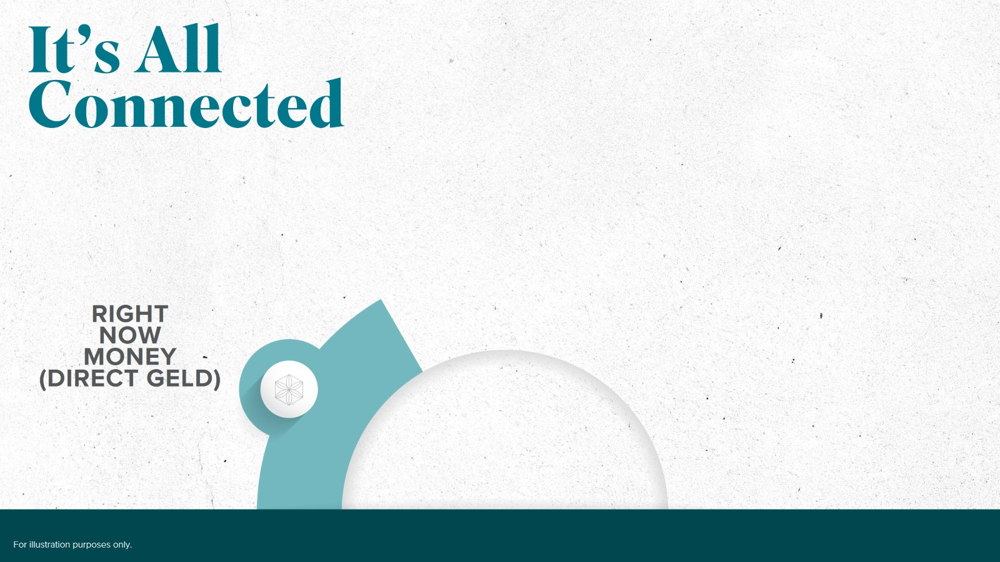 It’s All
Connected
RIGHT
NOW
MONEY
(DIRECT GELD)
For illustration purposes only.